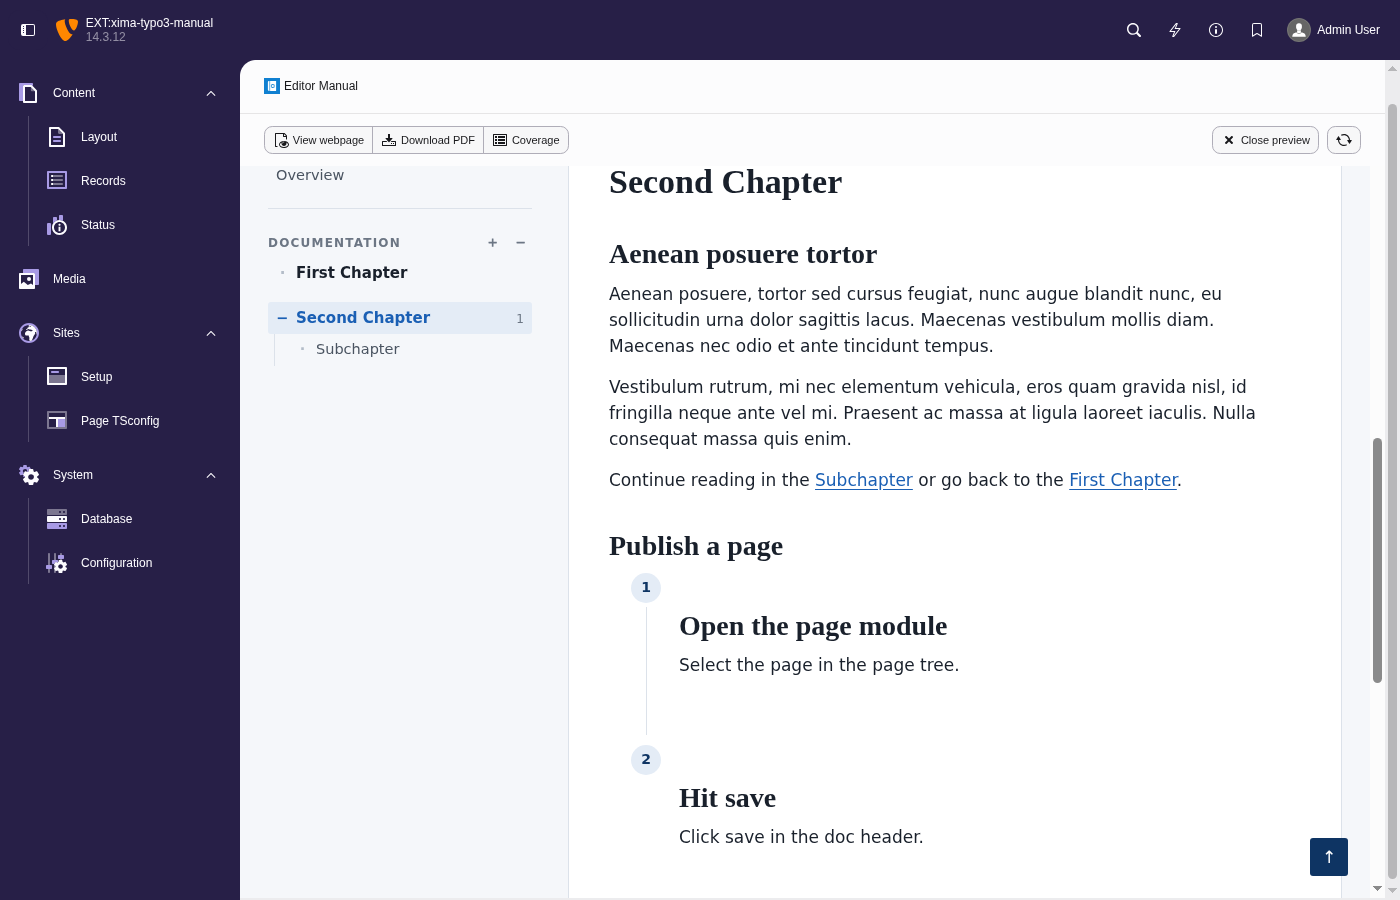 EXT:xima-typo3-manual
14.3.12
Admin User
Content
Layout
Records
Status
Media
Sites
Setup
Page TSconfig
System
Database
Configuration
Editor Manual
View webpage
Download PDF
Coverage
Close preview
Overview
DOCUMENTATION + −
First Chapter
− Second Chapter 1
Subchapter
Second Chapter
Aenean posuere tortor
Aenean posuere, tortor sed cursus feugiat, nunc augue blandit nunc, eu
sollicitudin urna dolor sagittis lacus. Maecenas vestibulum mollis diam.
Maecenas nec odio et ante tincidunt tempus.
Vestibulum rutrum, mi nec elementum vehicula, eros quam gravida nisl, id
fringilla neque ante vel mi. Praesent ac massa at ligula laoreet iaculis. Nulla
consequat massa quis enim.
Continue reading in the Subchapter or go back to the First Chapter.
Publish a page
1
Open the page module
Select the page in the page tree.
2
Hit save
Click save in the doc header.
↑